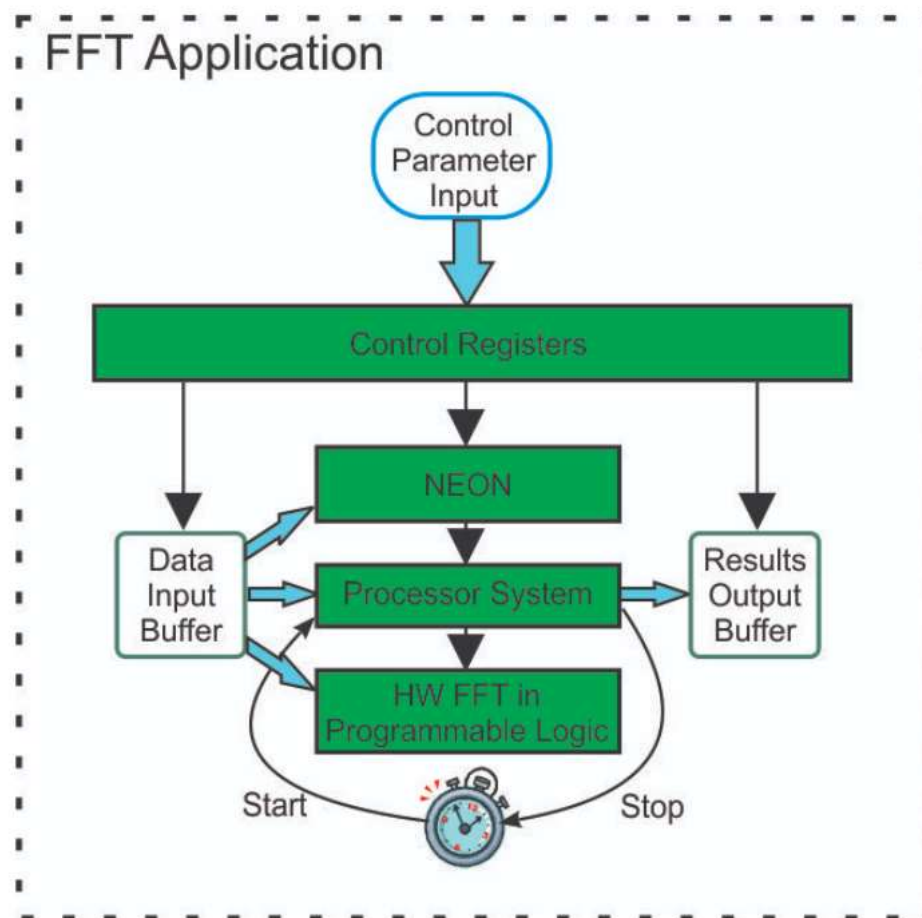 FFT Application
Control
Parameter
Input
Control Registers
NEON
Data
Input
Buffer
Processor System
Results
Output
Buffer
HW FFT in
Programmable Logic
Start
Stop